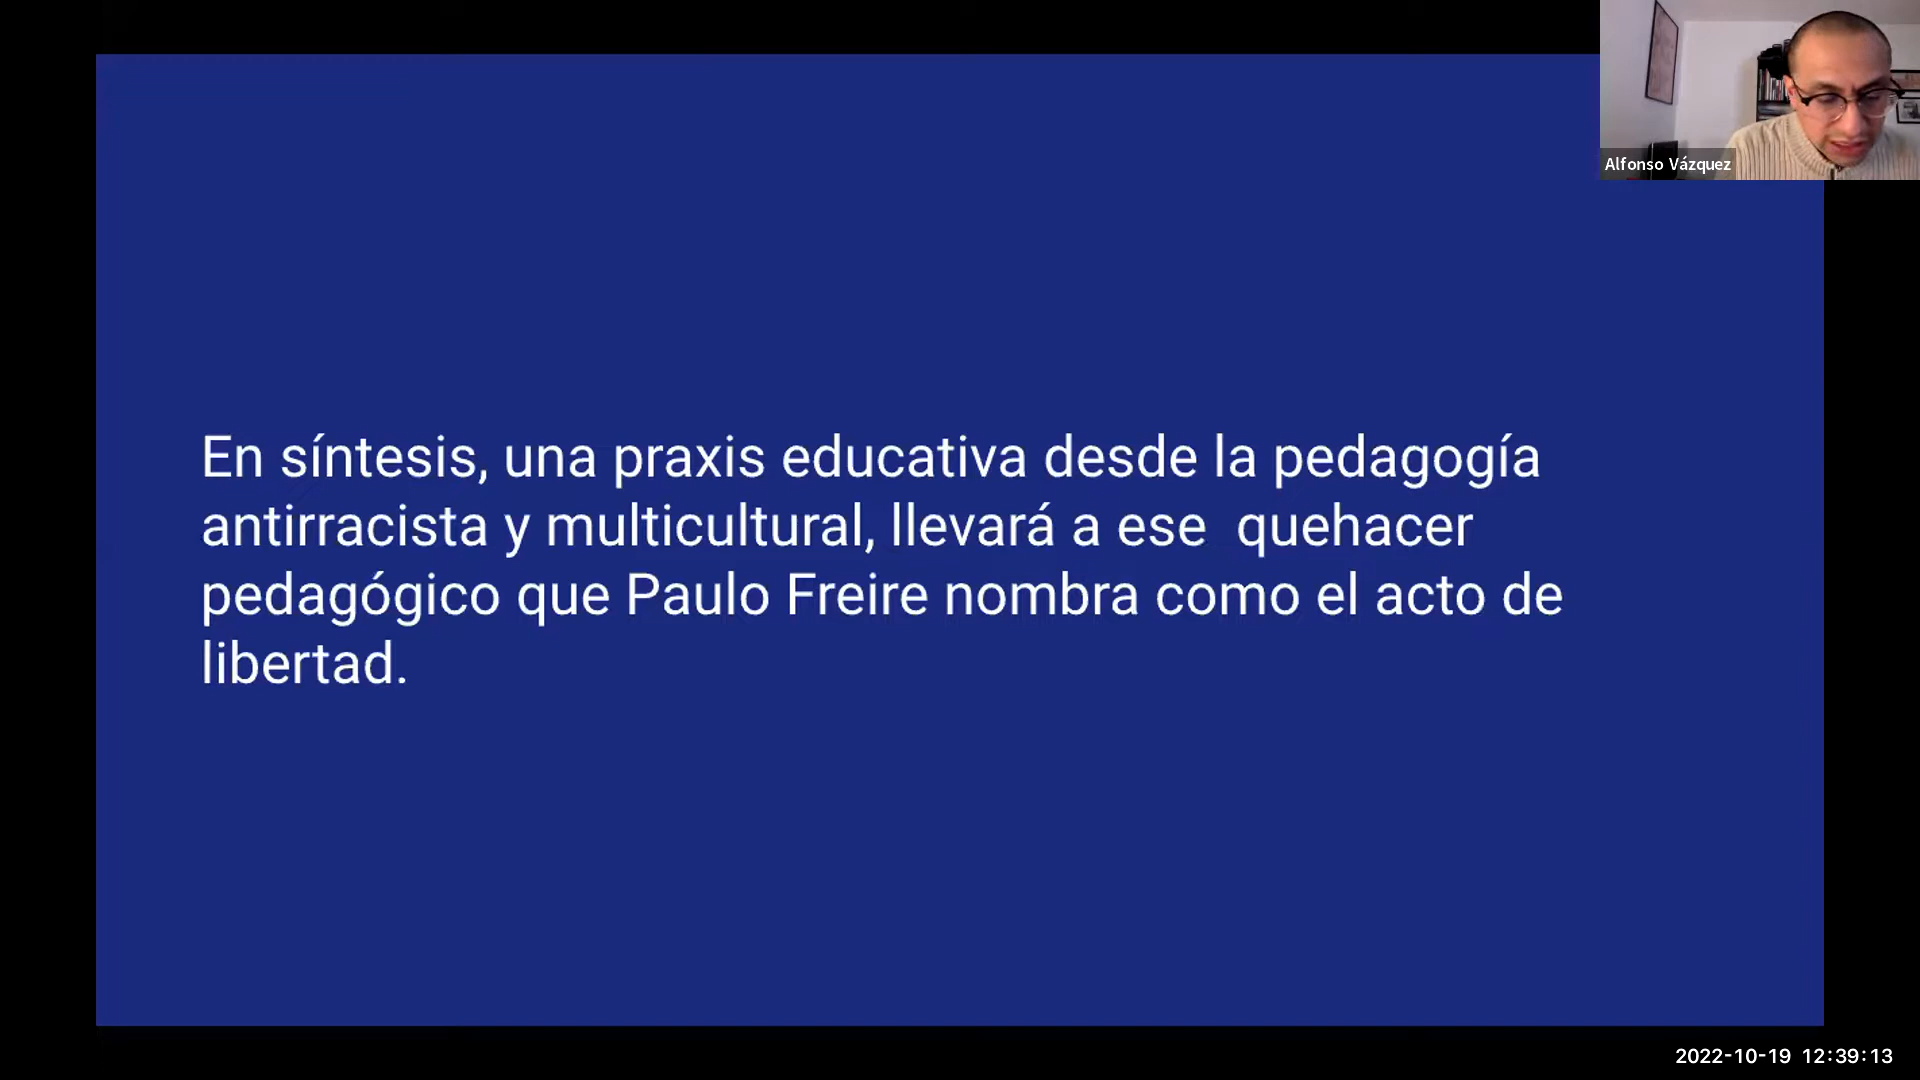 Alfonso Vázquez
En síntesis, una praxis educativa desde la pedagogía
antirracista y multicultural, llevará a ese  quehacer
pedagógico que Paulo Freire nombra como el acto de
libertad.
2022-10-19 12:39:13